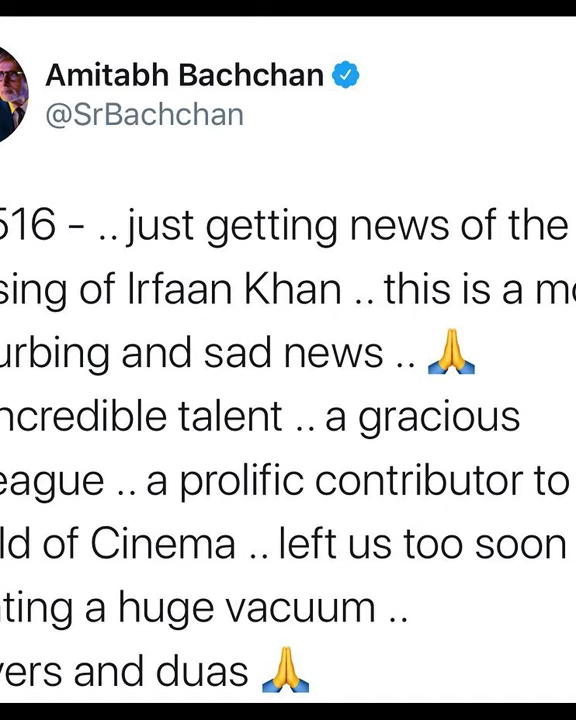 Amitabh Bachchan
@SrBachchan
516 - .. just getting news of the
sing of Irfaan Khan .. this is a mo
urbing and sad news .. 🙏
ncredible talent .. a gracious
eague .. a prolific contributor to
ld of Cinema .. left us too soon
ting a huge vacuum ..
yers and duas 🙏